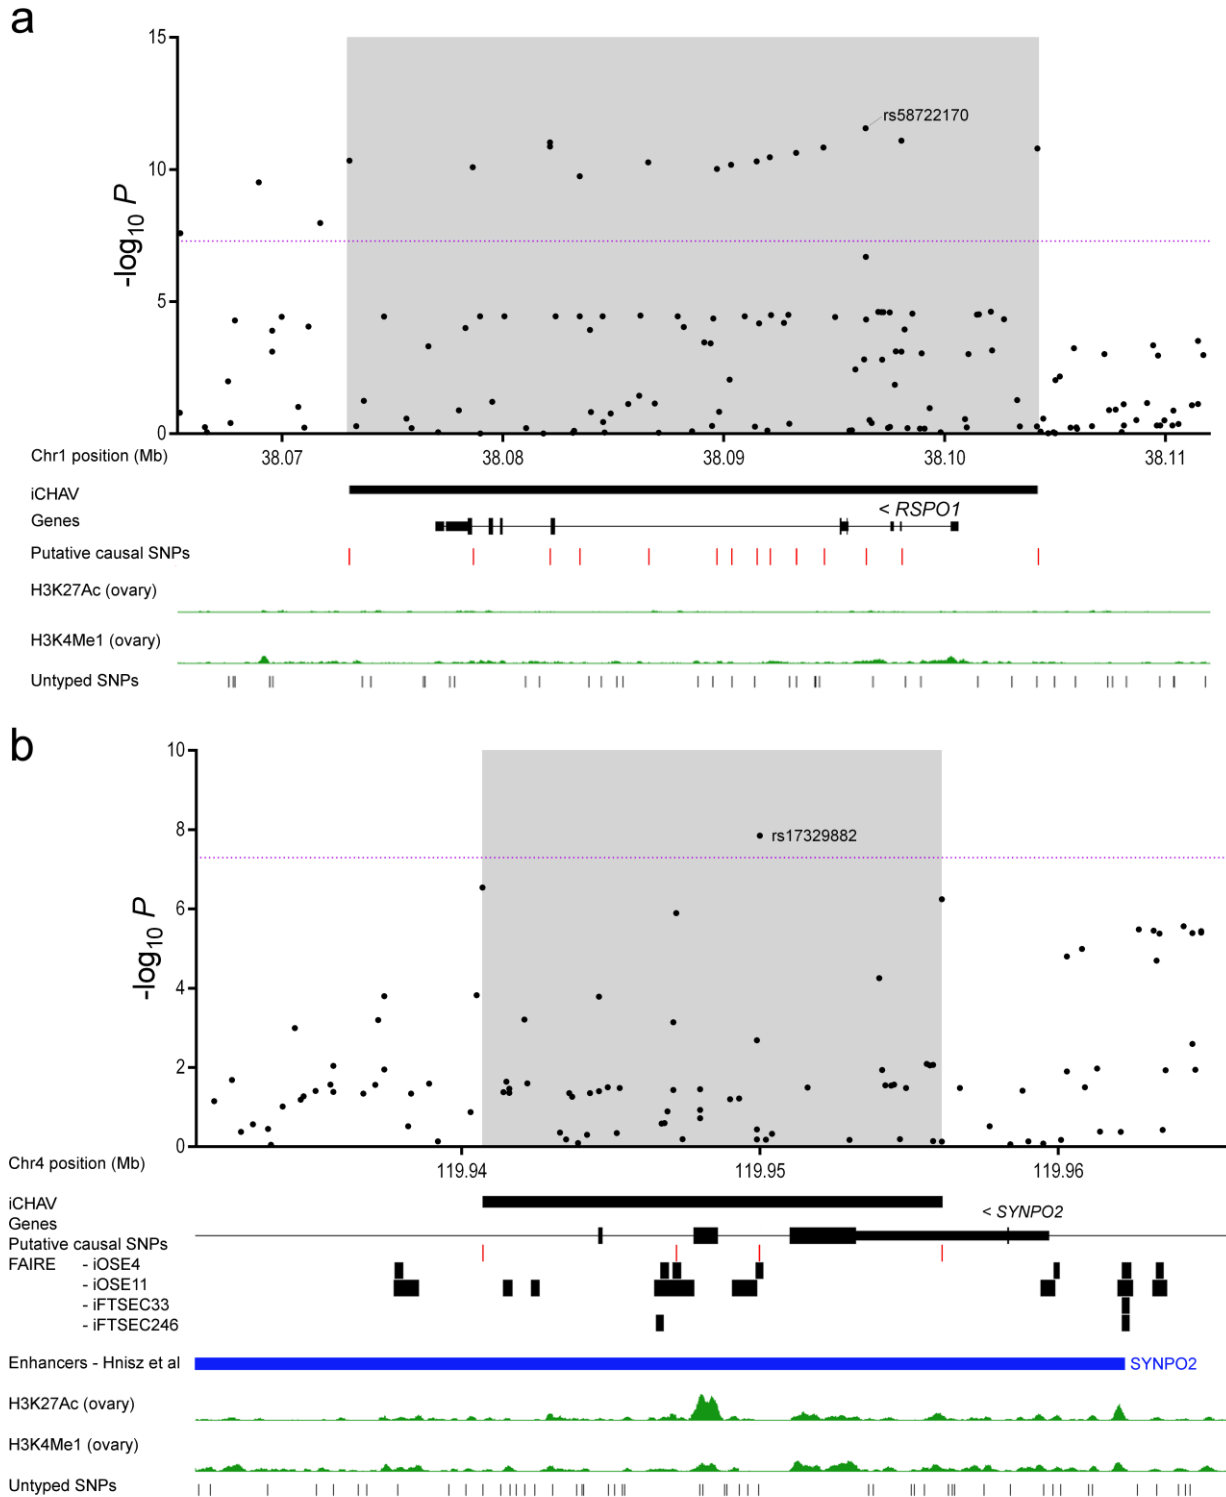 a
15
rs58722170
10
-log10 P
5
0
Chr1 position (Mb)
38.07
38.08
38.09
38.10
38.11
iCHAV
< RSPO1
Genes
Putative causal SNPs
H3K27Ac (ovary)
H3K4Me1 (ovary)
Untyped SNPs
b
10
8
rs17329882
6
-log10 P
4
2
0
Chr4 position (Mb)
119.94
119.95
119.96
iCHAV
< SYNPO2
Genes
Putative causal SNPs
FAIRE - iOSE4
- iOSE11
- iFTSEC33
- iFTSEC246
Enhancers - Hnisz et al
SYNPO2
H3K27Ac (ovary)
H3K4Me1 (ovary)
Untyped SNPs